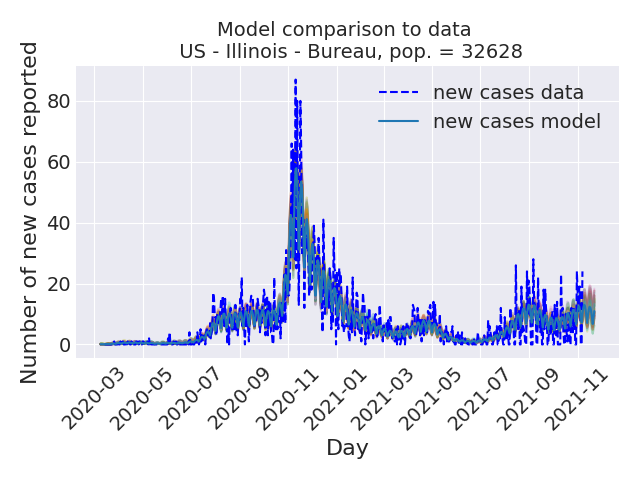 Model comparison to data
US - Illinois - Bureau, pop. = 32628
Number of new cases reported
80
60
40
20
0
new cases data
new cases model
2020-03
2020-05
2020-07
2020-09
2020-11
2021-01
2021-03
2021-05
2021-07
2021-09
2021-11
Day